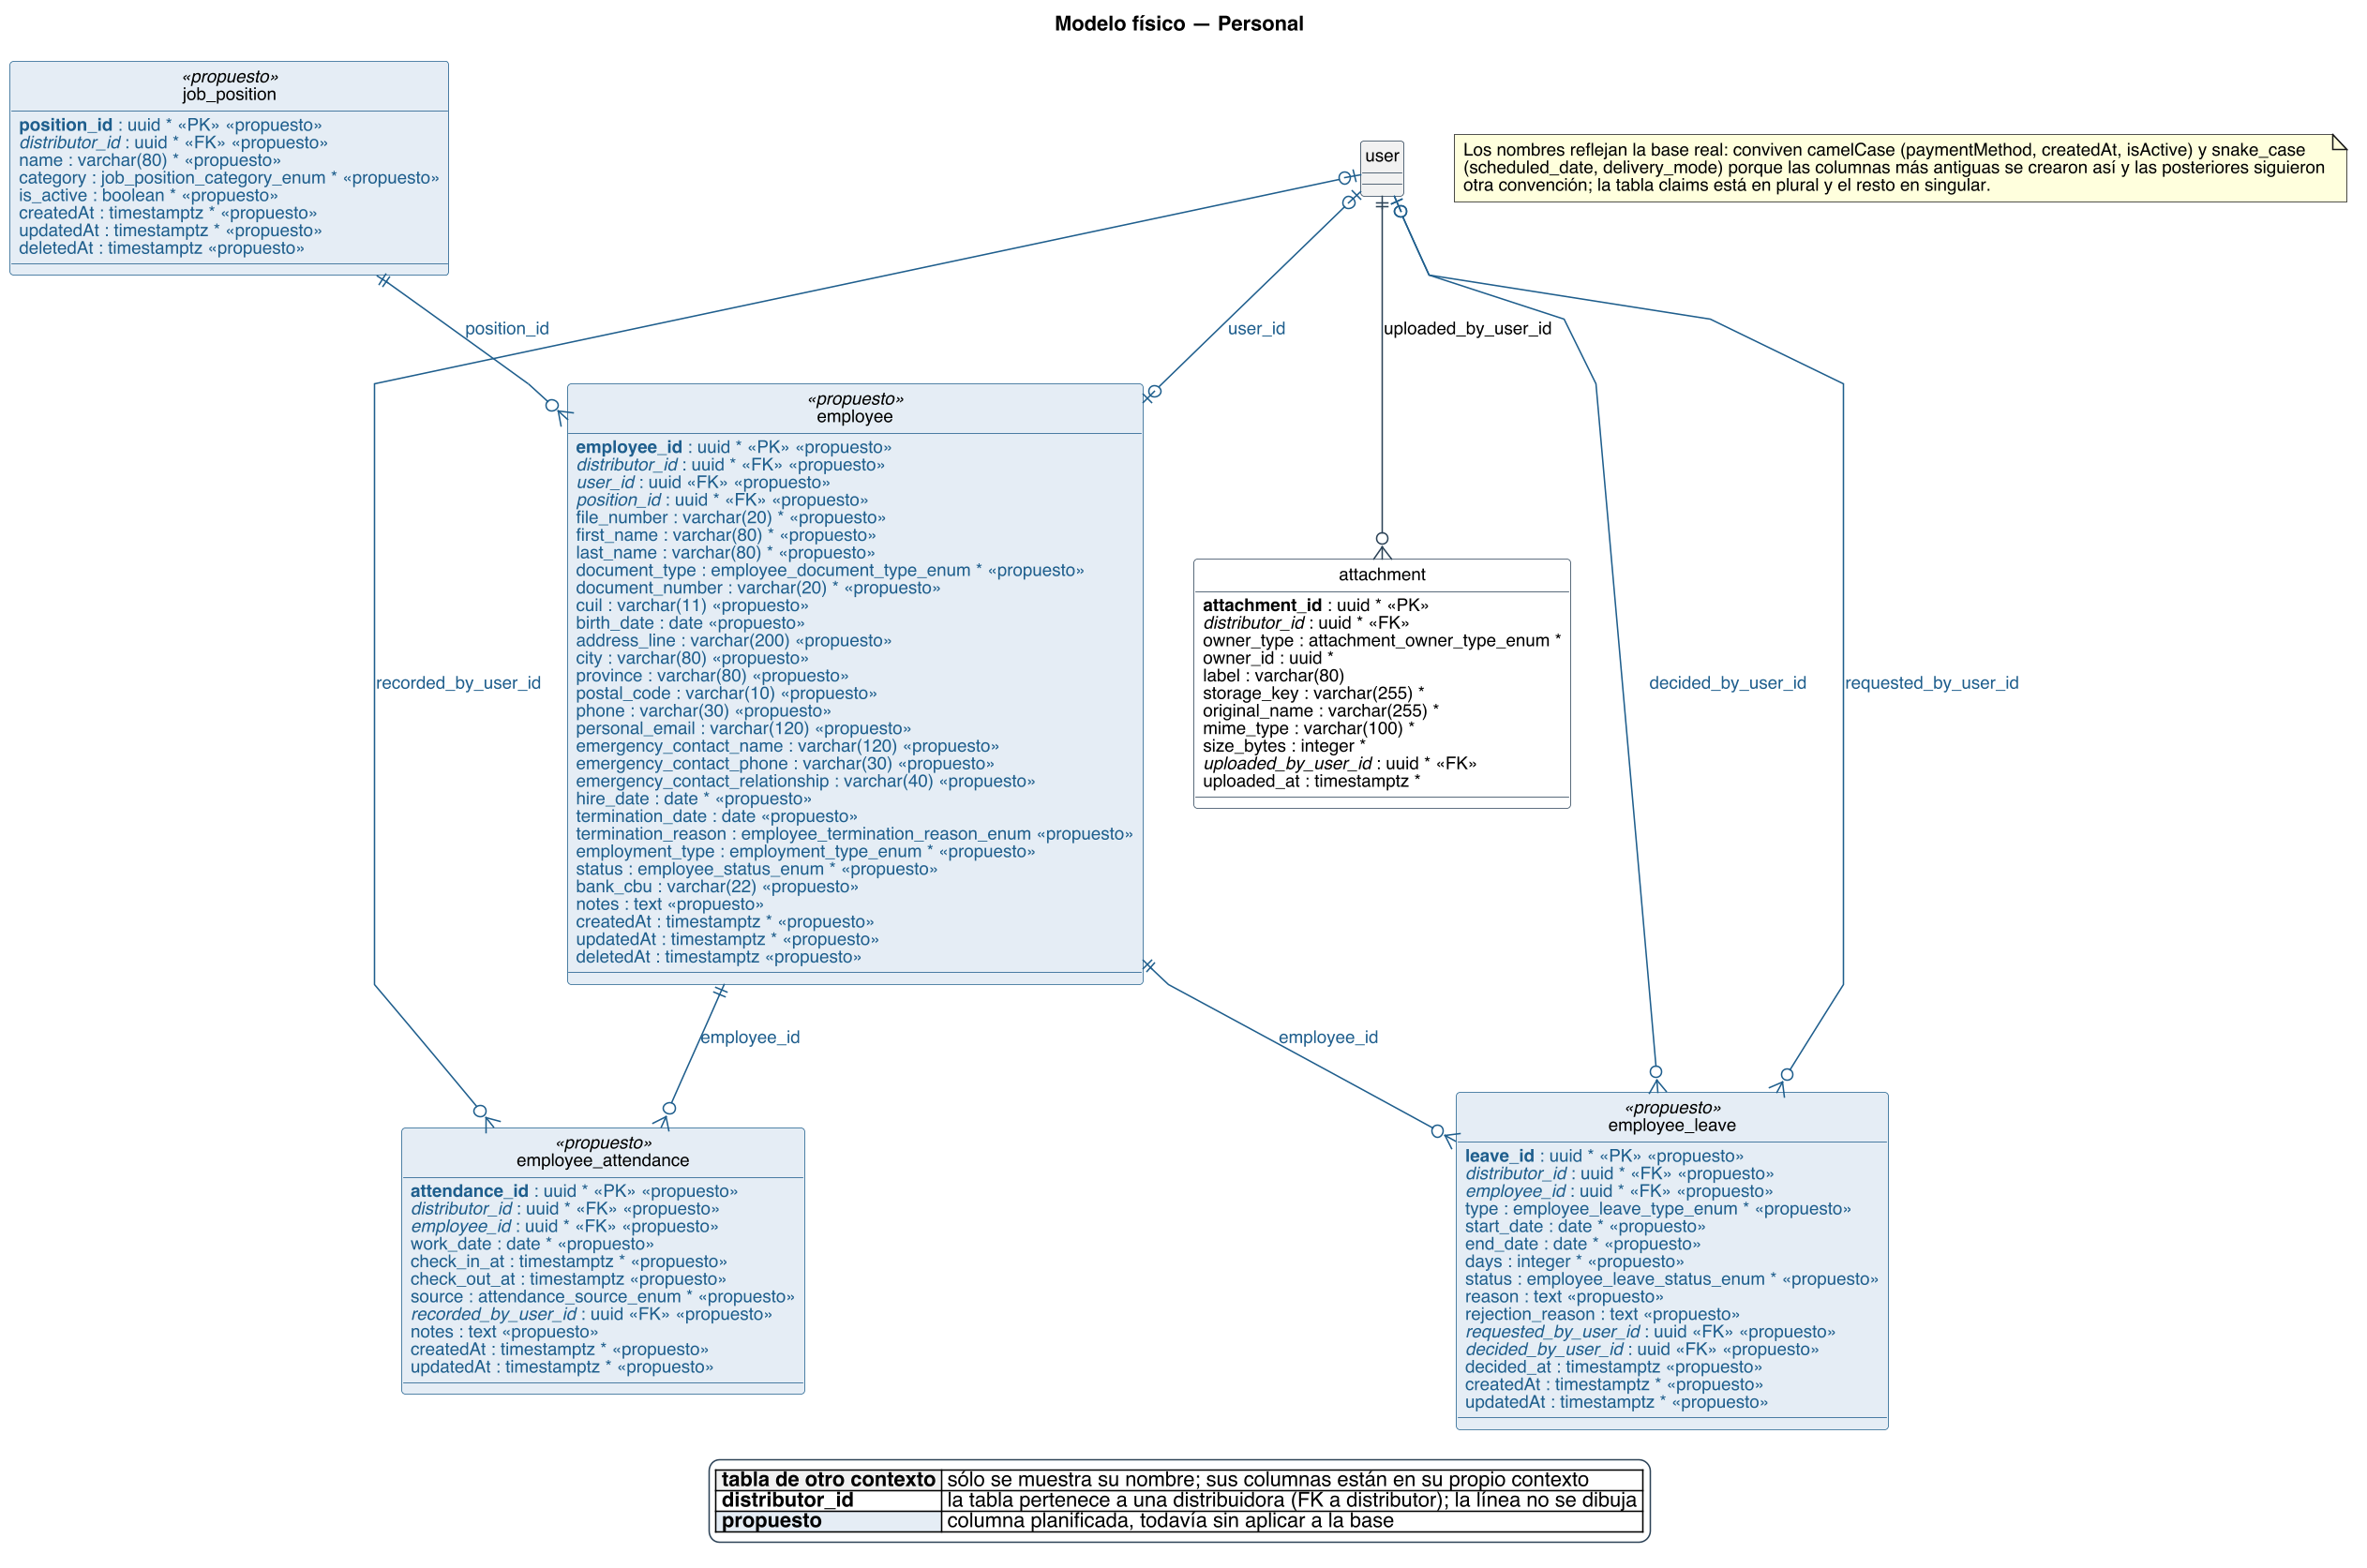 Modelo físico — Personal
«propuesto»
job_position
position_id : uuid * «PK» «propuesto»
distributor_id : uuid * «FK» «propuesto»
name : varchar(80) * «propuesto»
category : job_position_category_enum * «propuesto»
is_active : boolean * «propuesto»
createdAt : timestamptz * «propuesto»
updatedAt : timestamptz * «propuesto»
deletedAt : timestamptz «propuesto»
user
Los nombres reflejan la base real: conviven camelCase (paymentMethod, createdAt, isActive) y snake_case
(scheduled_date, delivery_mode) porque las columnas más antiguas se crearon así y las posteriores siguieron
otra convención; la tabla claims está en plural y el resto en singular.
position_id
user_id
uploaded_by_user_id
«propuesto»
employee
employee_id : uuid * «PK» «propuesto»
distributor_id : uuid * «FK» «propuesto»
user_id : uuid «FK» «propuesto»
position_id : uuid * «FK» «propuesto»
file_number : varchar(20) * «propuesto»
first_name : varchar(80) * «propuesto»
last_name : varchar(80) * «propuesto»
document_type : employee_document_type_enum * «propuesto»
document_number : varchar(20) * «propuesto»
cuil : varchar(11) «propuesto»
birth_date : date «propuesto»
address_line : varchar(200) «propuesto»
city : varchar(80) «propuesto»
province : varchar(80) «propuesto»
postal_code : varchar(10) «propuesto»
phone : varchar(30) «propuesto»
personal_email : varchar(120) «propuesto»
emergency_contact_name : varchar(120) «propuesto»
emergency_contact_phone : varchar(30) «propuesto»
emergency_contact_relationship : varchar(40) «propuesto»
hire_date : date * «propuesto»
termination_date : date «propuesto»
termination_reason : employee_termination_reason_enum «propuesto»
employment_type : employment_type_enum * «propuesto»
status : employee_status_enum * «propuesto»
bank_cbu : varchar(22) «propuesto»
notes : text «propuesto»
createdAt : timestamptz * «propuesto»
updatedAt : timestamptz * «propuesto»
deletedAt : timestamptz «propuesto»
attachment
attachment_id : uuid * «PK»
distributor_id : uuid * «FK»
owner_type : attachment_owner_type_enum *
owner_id : uuid *
label : varchar(80)
storage_key : varchar(255) *
original_name : varchar(255) *
mime_type : varchar(100) *
size_bytes : integer *
uploaded_by_user_id : uuid * «FK»
uploaded_at : timestamptz *
recorded_by_user_id
decided_by_user_id
requested_by_user_id
employee_id
employee_id
«propuesto»
employee_attendance
attendance_id : uuid * «PK» «propuesto»
distributor_id : uuid * «FK» «propuesto»
employee_id : uuid * «FK» «propuesto»
work_date : date * «propuesto»
check_in_at : timestamptz * «propuesto»
check_out_at : timestamptz «propuesto»
source : attendance_source_enum * «propuesto»
recorded_by_user_id : uuid «FK» «propuesto»
notes : text «propuesto»
createdAt : timestamptz * «propuesto»
updatedAt : timestamptz * «propuesto»
«propuesto»
employee_leave
leave_id : uuid * «PK» «propuesto»
distributor_id : uuid * «FK» «propuesto»
employee_id : uuid * «FK» «propuesto»
type : employee_leave_type_enum * «propuesto»
start_date : date * «propuesto»
end_date : date * «propuesto»
days : integer * «propuesto»
status : employee_leave_status_enum * «propuesto»
reason : text «propuesto»
rejection_reason : text «propuesto»
requested_by_user_id : uuid «FK» «propuesto»
decided_by_user_id : uuid «FK» «propuesto»
decided_at : timestamptz «propuesto»
createdAt : timestamptz * «propuesto»
updatedAt : timestamptz * «propuesto»
tabla de otro contexto sólo se muestra su nombre; sus columnas están en su propio contexto
distributor_id la tabla pertenece a una distribuidora (FK a distributor); la línea no se dibuja
propuesto columna planificada, todavía sin aplicar a la base